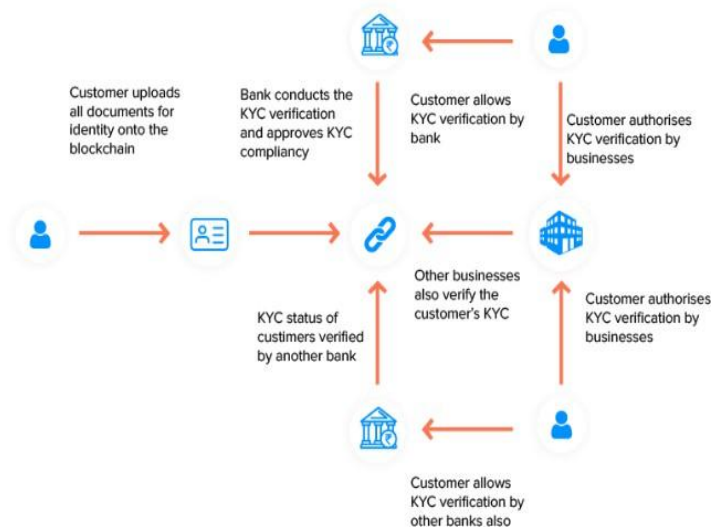 Customer uploads
all documents for
identity onto the
blockchain
Bank conducts the
KYC verification
and approves KYC
compliancy
Customer allows
KYC verification by
bank
Customer authorises
KYC verification by
businesses
Other businesses
also verify the
customer's KYC
KYC status of
custimers verified
by another bank
Customer authorises
KYC verification by
businesses
Customer allows
KYC verification by
other banks also